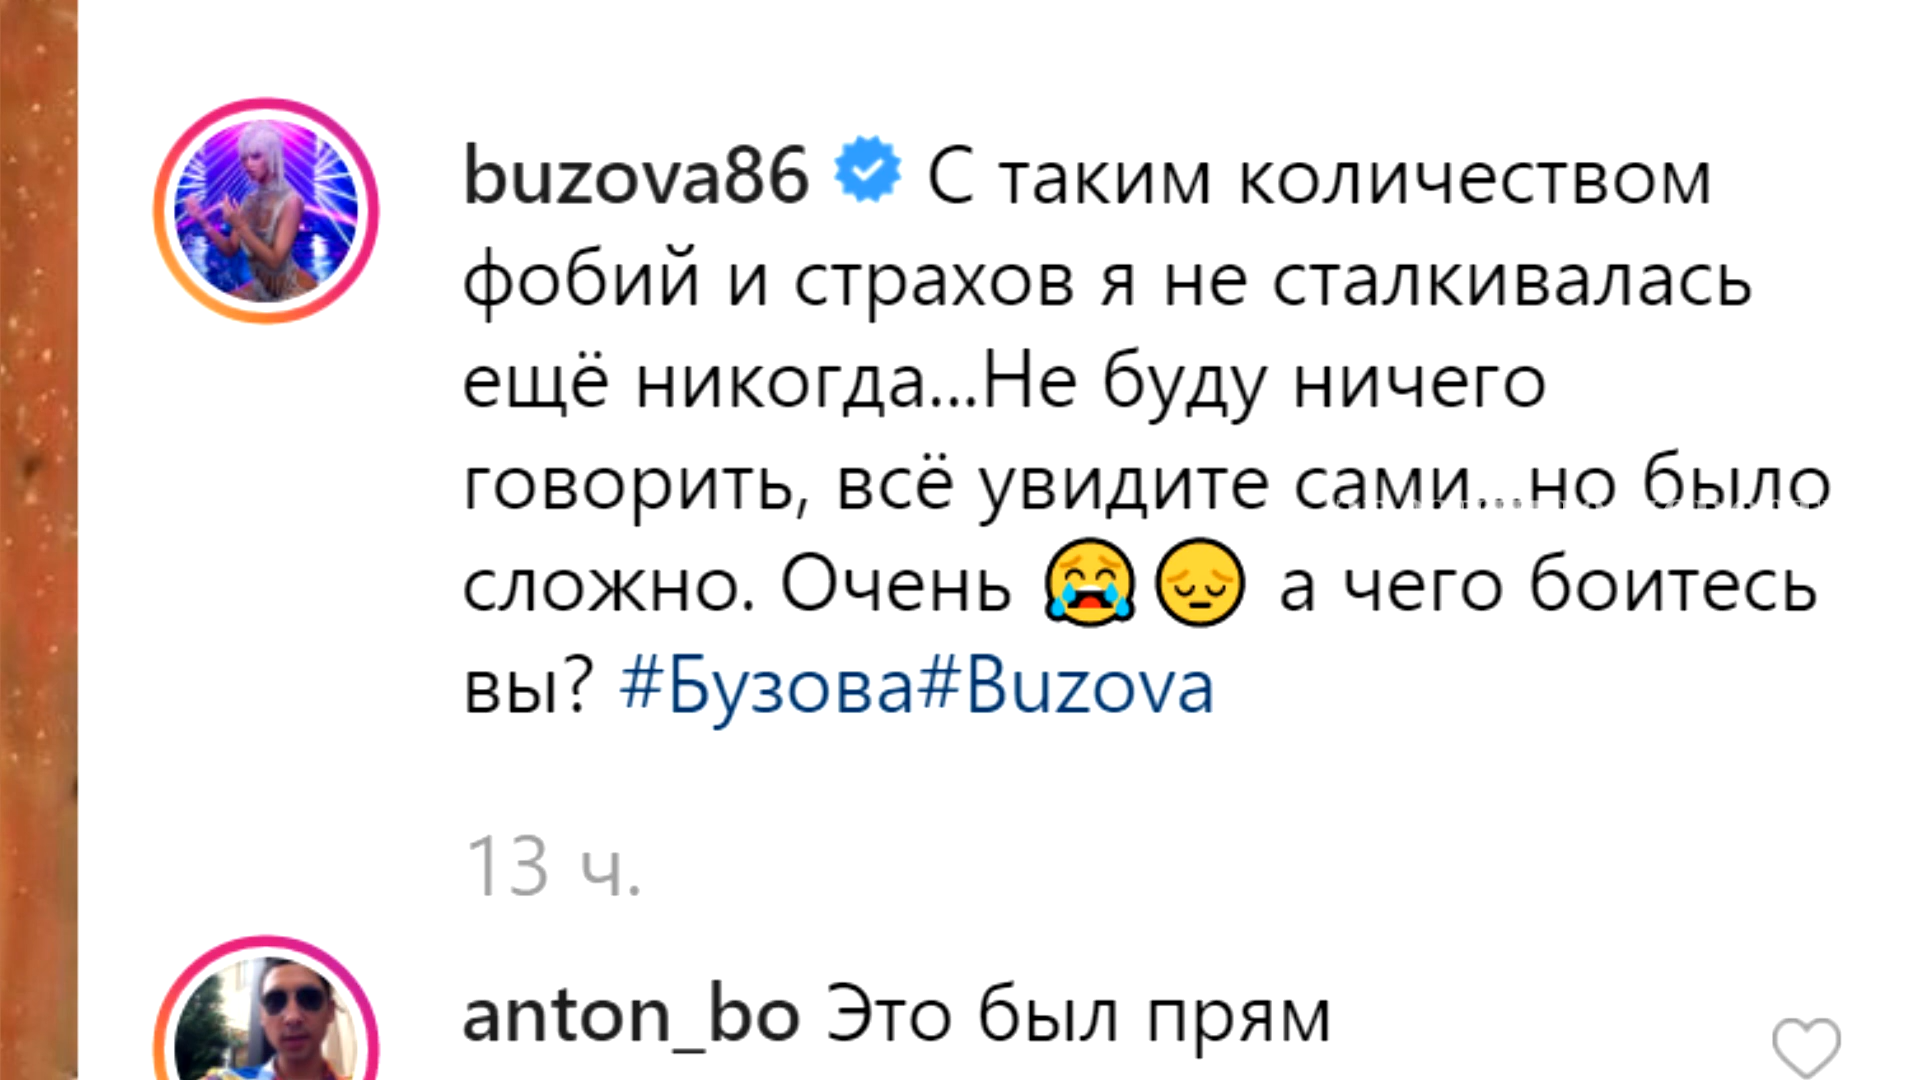 buzova86 С таким количеством
фобий и страхов я не сталкивалась
ещё никогда...Не буду ничего
говорить, всё увидите сами...но было
сложно. Очень 😭😔 а чего боитесь
вы? #Бузова#Buzova
13 ч.
anton_bo Это был прям